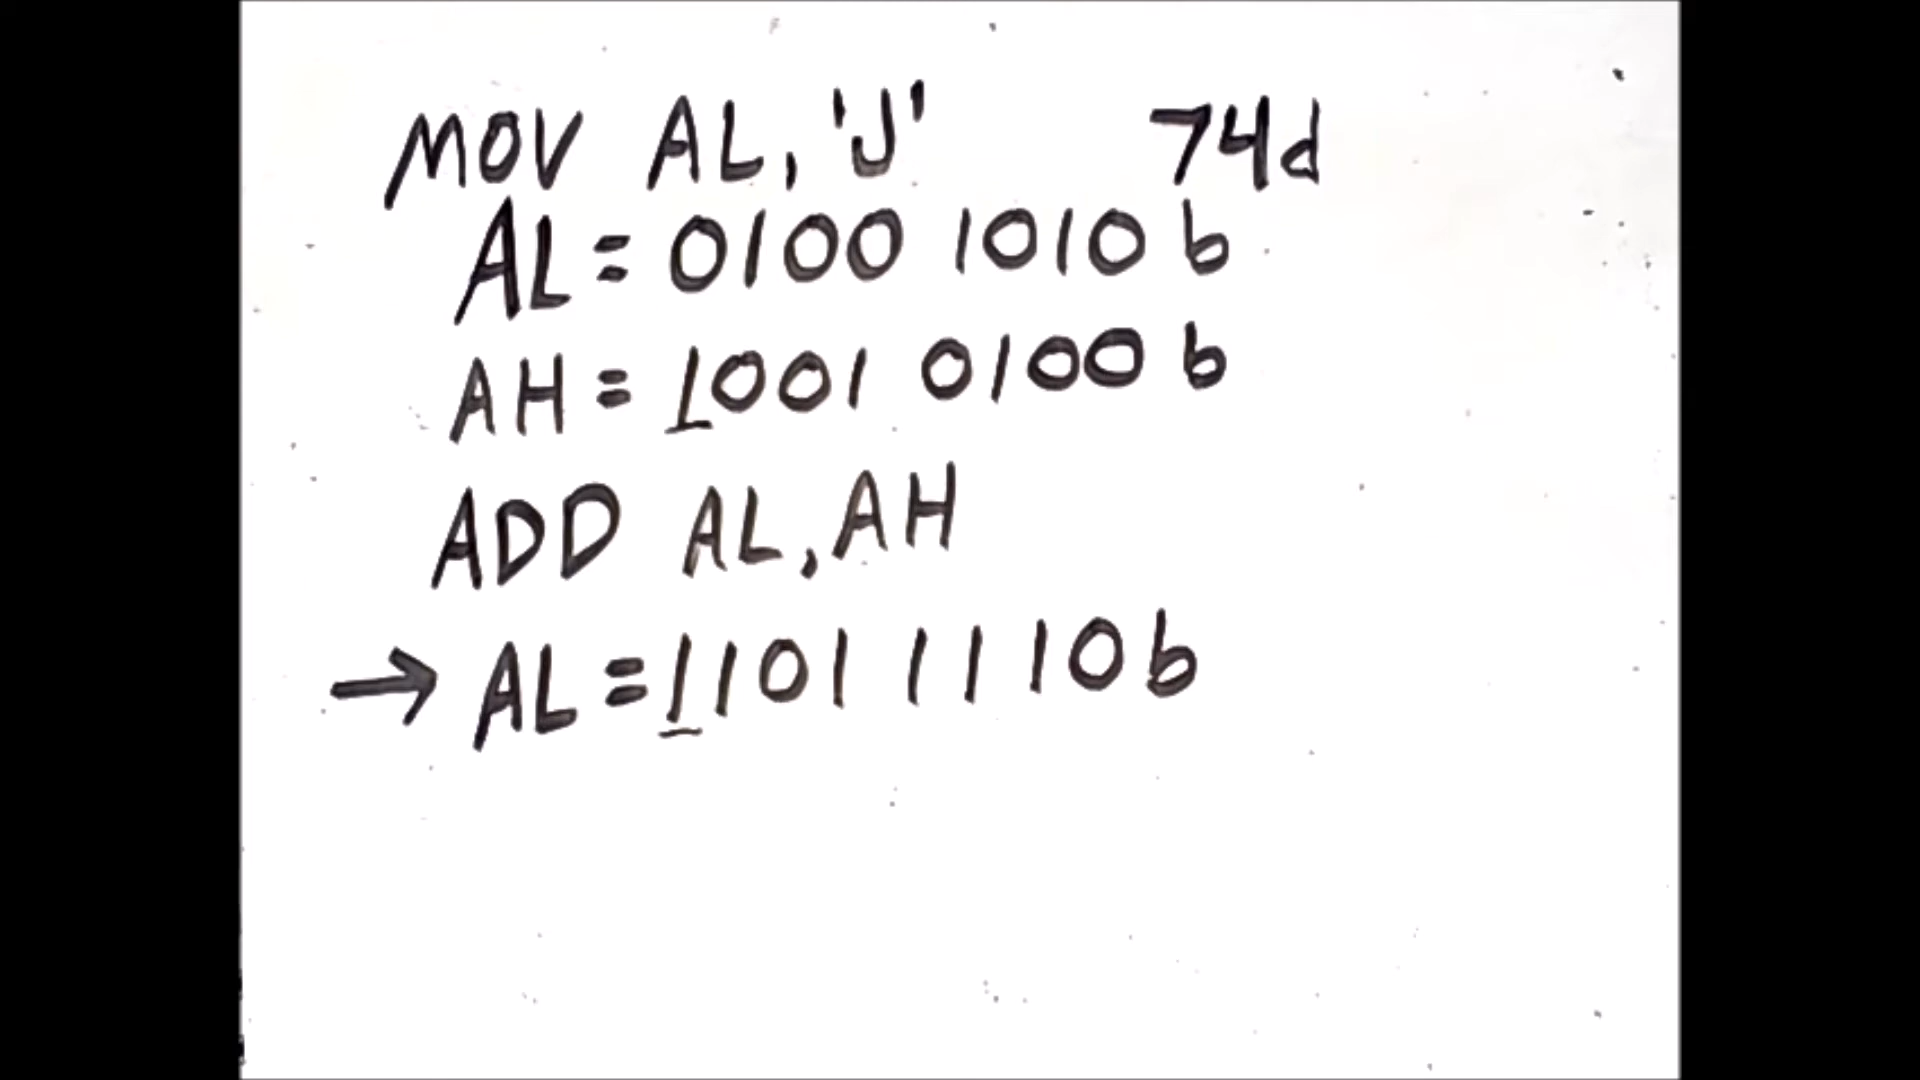 MOV AL, 'J' 74d
AL = 0100 1010 b
AH = 1001 0100 b
ADD AL, AH
→ AL = 1101 1110 b